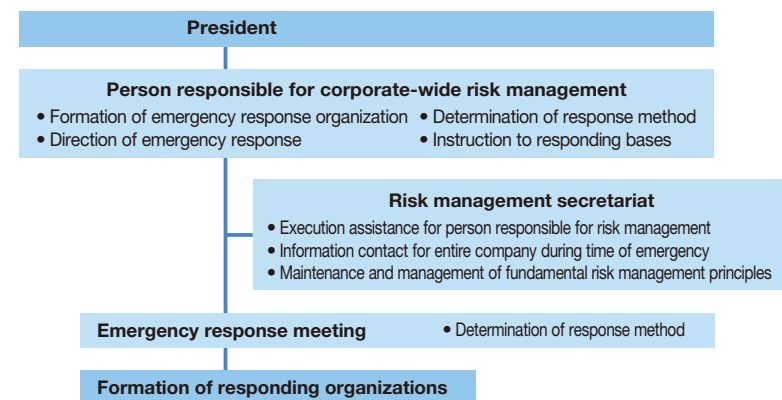 President
Person responsible for corporate-wide risk management
• Formation of emergency response organization • Determination of response method
• Direction of emergency response • Instruction to responding bases
Risk management secretariat
• Execution assistance for person responsible for risk management
• Information contact for entire company during time of emergency
• Maintenance and management of fundamental risk management principles
Emergency response meeting • Determination of response method
Formation of responding organizations